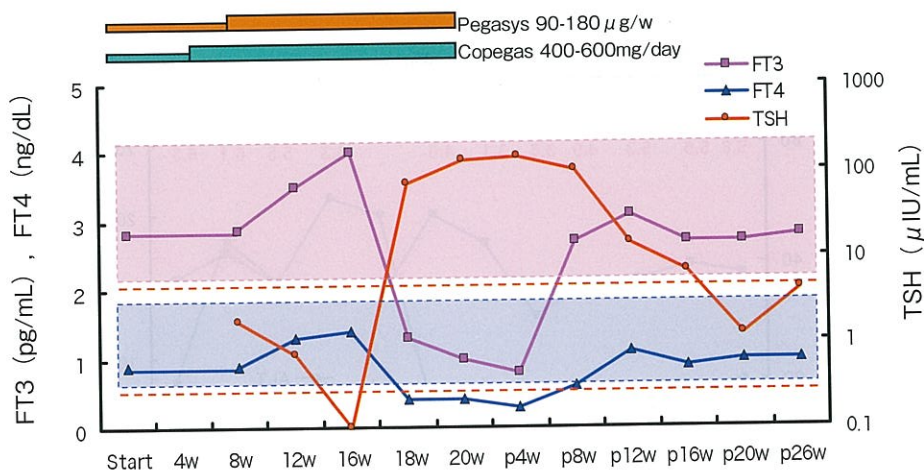 Pegasys 90-180μg/w
Copegas 400-600mg/day
FT3
FT4
TSH
FT3 (pg/mL) , FT4 (ng/dL)
5
4
3
2
1
0
TSH (μIU/mL)
1000
100
10
1
0.1
Start 4w 8w 12w 16w 18w 20w p4w p8w p12w p16w p20w p26w